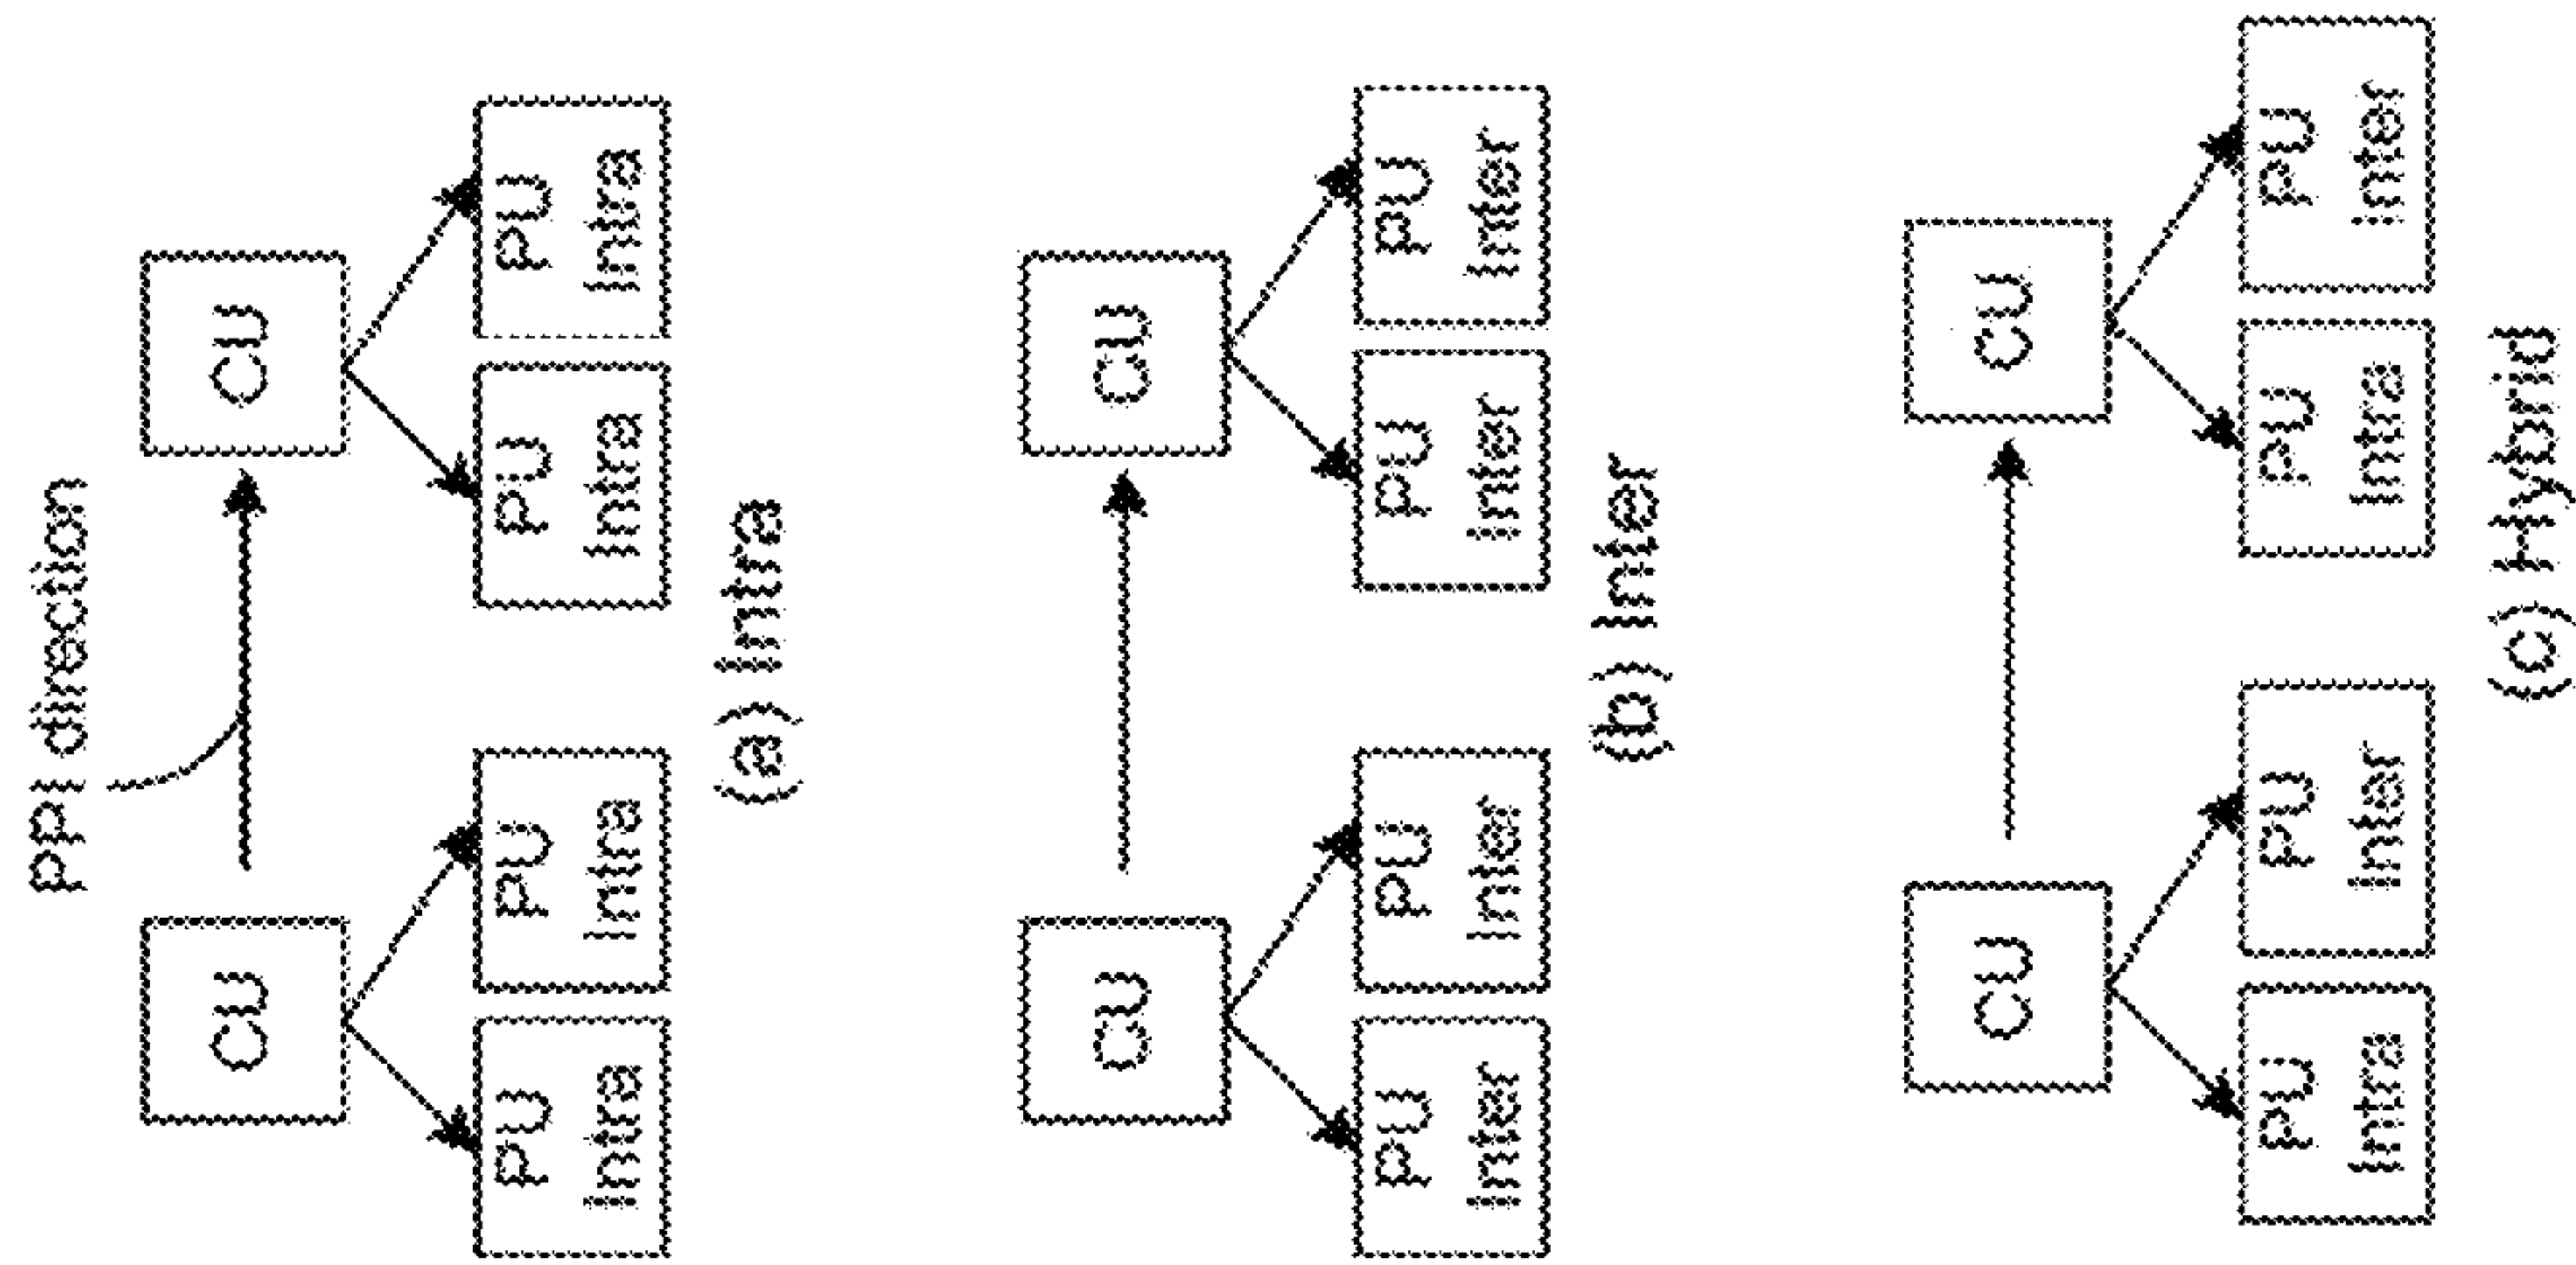 PPI direction
CU
CU
PU
Intra
PU
Intra
PU
Intra
PU
Intra
(a) Intra
CU
CU
PU
Inter
PU
Inter
PU
Inter
PU
Inter
(b) Inter
CU
CU
PU
Intra
PU
Inter
PU
Intra
PU
Inter
(c) Hybrid